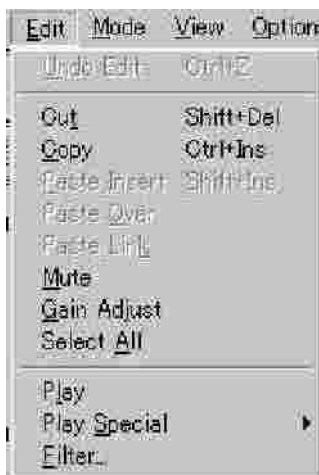 Edit Mode View Option
Undo Edit Ctrl+Z
Cut Shift+Del
Copy Ctrl+Ins
Paste Insert Shift+Ins
Paste Over
Paste Link
Mute
Gain Adjust
Select All
Play
Play Special
Filter...